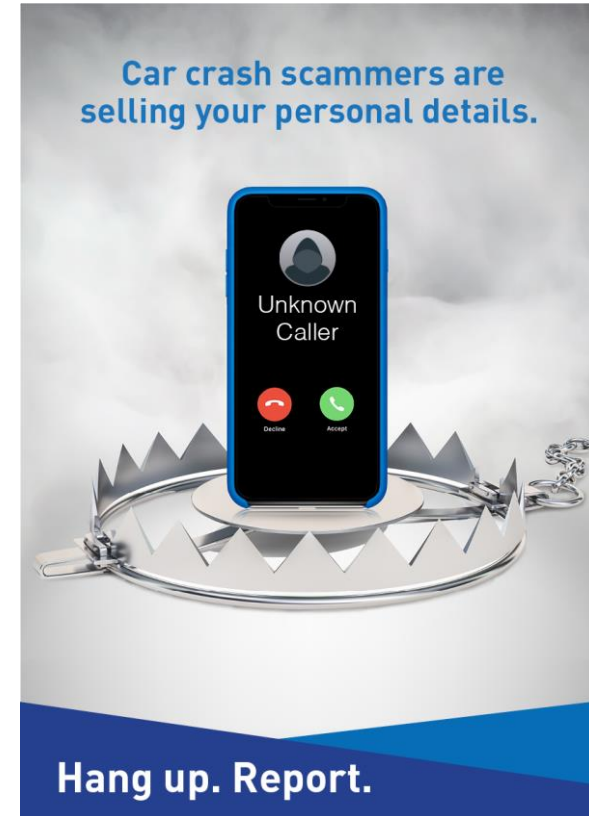 Car crash scammers are
selling your personal details.
Unknown
Caller
Decline Accept
Hang up. Report.